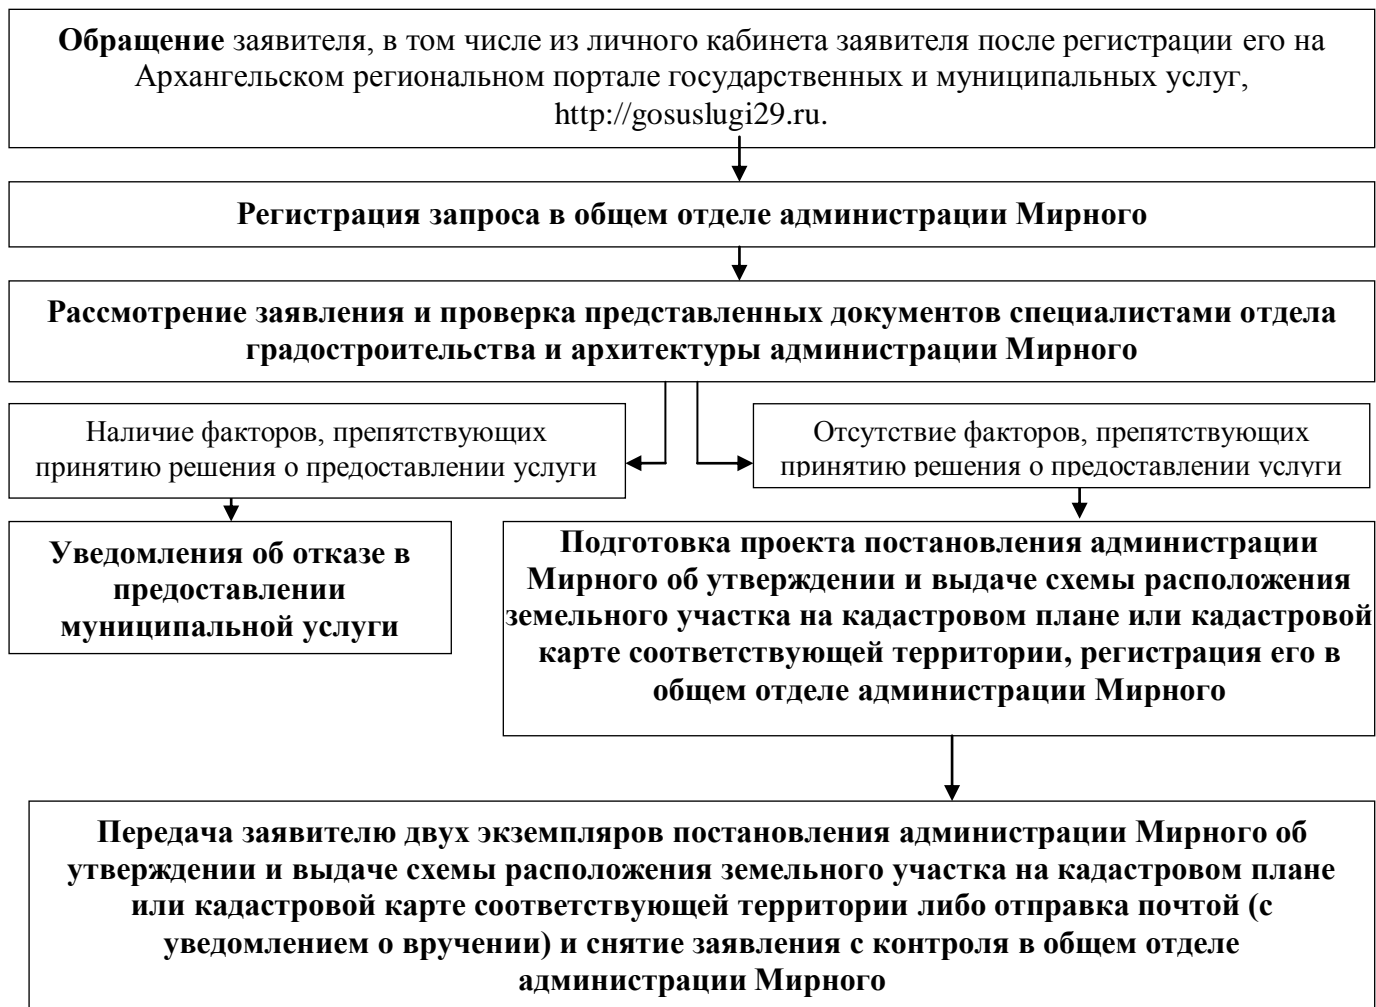 Обращение заявителя, в том числе из личного кабинета заявителя после регистрации его на
Архангельском региональном портале государственных и муниципальных услуг,
http://gosuslugi29.ru.
Регистрация запроса в общем отделе администрации Мирного
Рассмотрение заявления и проверка представленных документов специалистами отдела
градостроительства и архитектуры администрации Мирного
Наличие факторов, препятствующих
принятию решения о предоставлении услуги
Отсутствие факторов, препятствующих
принятию решения о предоставлении услуги
Уведомления об отказе в
предоставлении
муниципальной услуги
Подготовка проекта постановления администрации
Мирного об утверждении и выдаче схемы расположения
земельного участка на кадастровом плане или кадастровой
карте соответствующей территории, регистрация его в
общем отделе администрации Мирного
Передача заявителю двух экземпляров постановления администрации Мирного об
утверждении и выдаче схемы расположения земельного участка на кадастровом плане
или кадастровой карте соответствующей территории либо отправка почтой (с
уведомлением о вручении) и снятие заявления с контроля в общем отделе
администрации Мирного